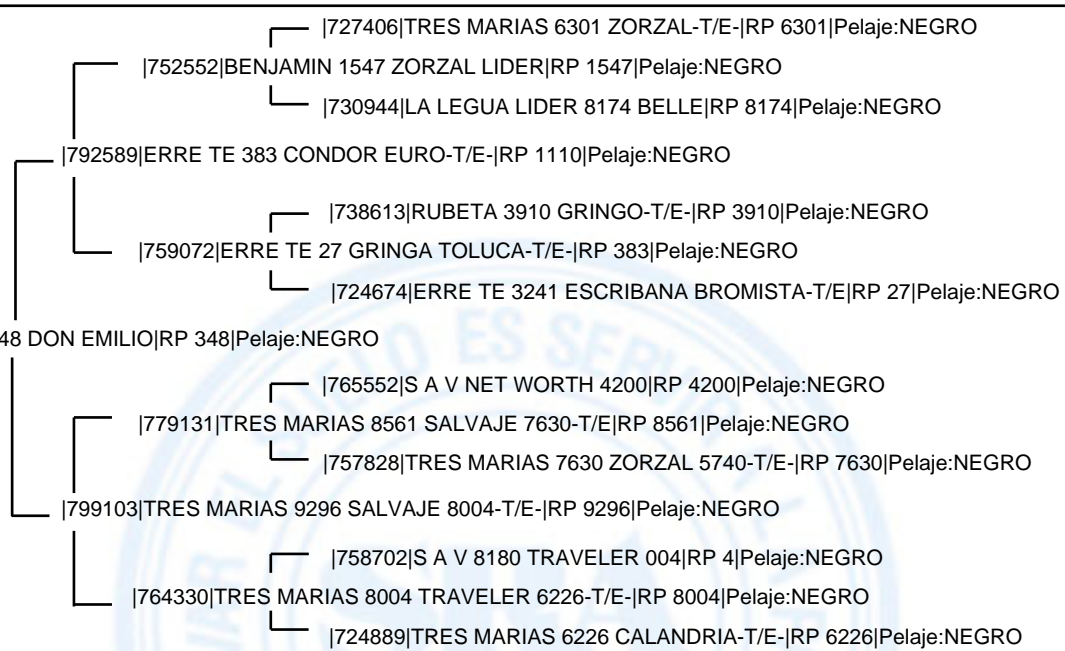 |727406|TRES MARIAS 6301 ZORZAL-T/E-|RP 6301|Pelaje:NEGRO
|752552|BENJAMIN 1547 ZORZAL LIDER|RP 1547|Pelaje:NEGRO
|730944|LA LEGUA LIDER 8174 BELLE|RP 8174|Pelaje:NEGRO
|792589|ERRE TE 383 CONDOR EURO-T/E-|RP 1110|Pelaje:NEGRO
|738613|RUBETA 3910 GRINGO-T/E-|RP 3910|Pelaje:NEGRO
|759072|ERRE TE 27 GRINGA TOLUCA-T/E-|RP 383|Pelaje:NEGRO
|724674|ERRE TE 3241 ESCRIBANA BROMISTA-T/E|RP 27|Pelaje:NEGRO
48 DON EMILIO|RP 348|Pelaje:NEGRO
|765552|S A V NET WORTH 4200|RP 4200|Pelaje:NEGRO
|779131|TRES MARIAS 8561 SALVAJE 7630-T/E|RP 8561|Pelaje:NEGRO
|757828|TRES MARIAS 7630 ZORZAL 5740-T/E-|RP 7630|Pelaje:NEGRO
|799103|TRES MARIAS 9296 SALVAJE 8004-T/E-|RP 9296|Pelaje:NEGRO
|758702|S A V 8180 TRAVELER 004|RP 4|Pelaje:NEGRO
|764330|TRES MARIAS 8004 TRAVELER 6226-T/E-|RP 8004|Pelaje:NEGRO
|724889|TRES MARIAS 6226 CALANDRIA-T/E-|RP 6226|Pelaje:NEGRO